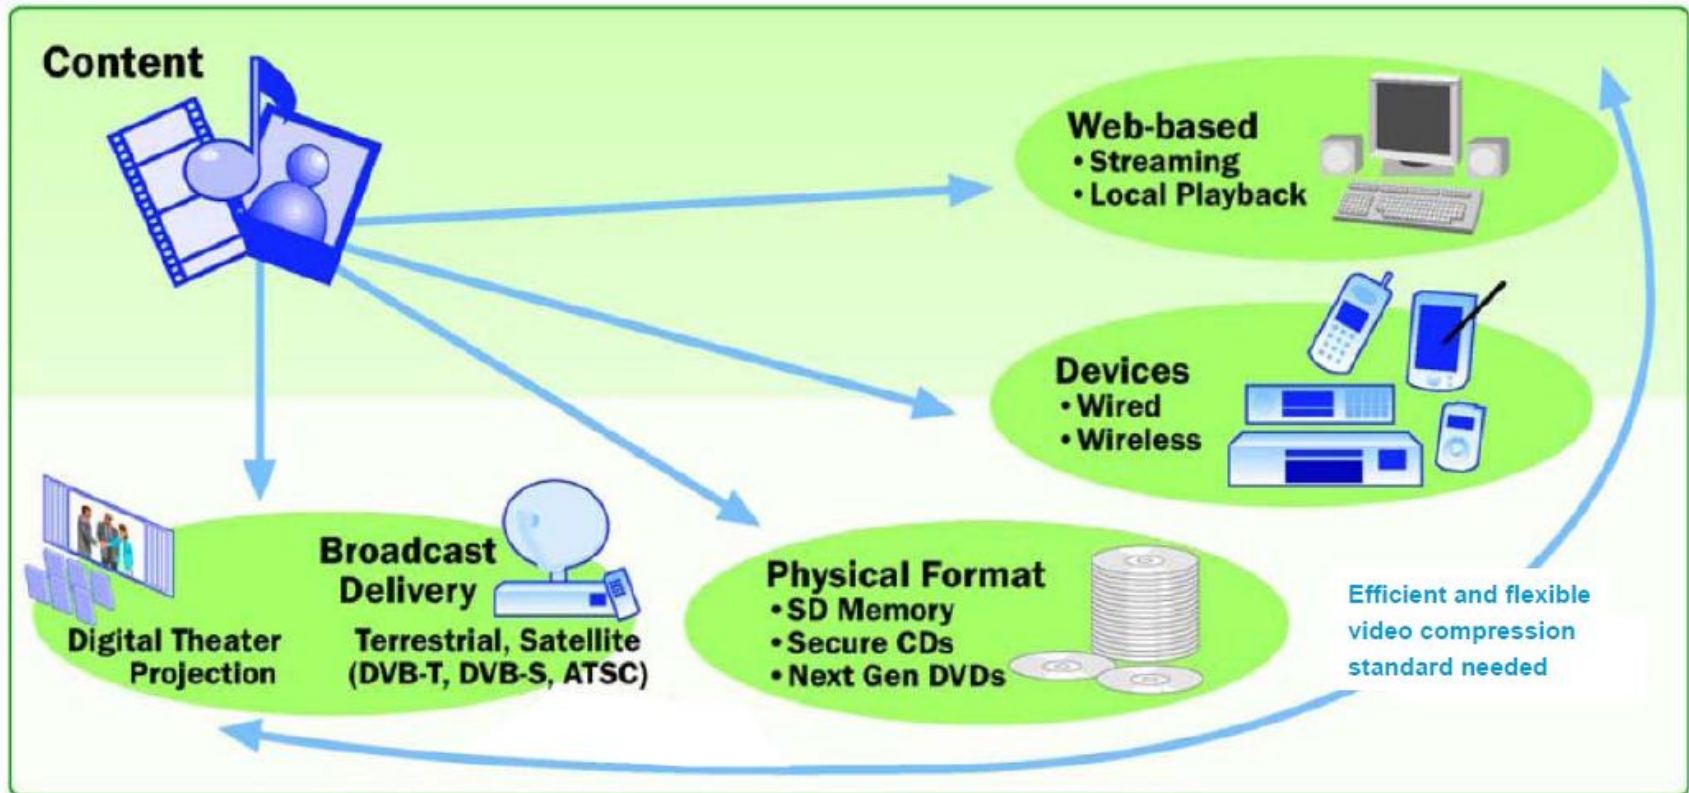 Content
Web-based
• Streaming
• Local Playback
Devices
• Wired
• Wireless
Broadcast
Delivery
Digital Theater
Projection
Terrestrial, Satellite
(DVB-T, DVB-S, ATSC)
Physical Format
• SD Memory
• Secure CDs
• Next Gen DVDs
Efficient and flexible
video compression
standard needed